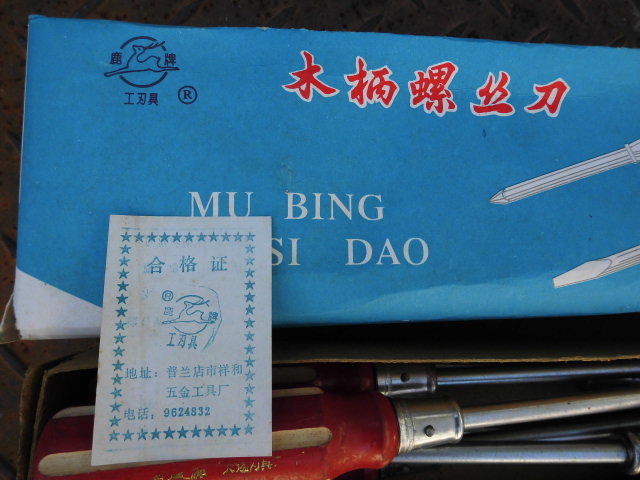 鹿 牌
工刃具 ®
木柄螺丝刀
MU BING
SI DAO
合格证
®
鹿 牌
工刃具
地址：普兰店市祥和
五金工具厂
电话：9624832